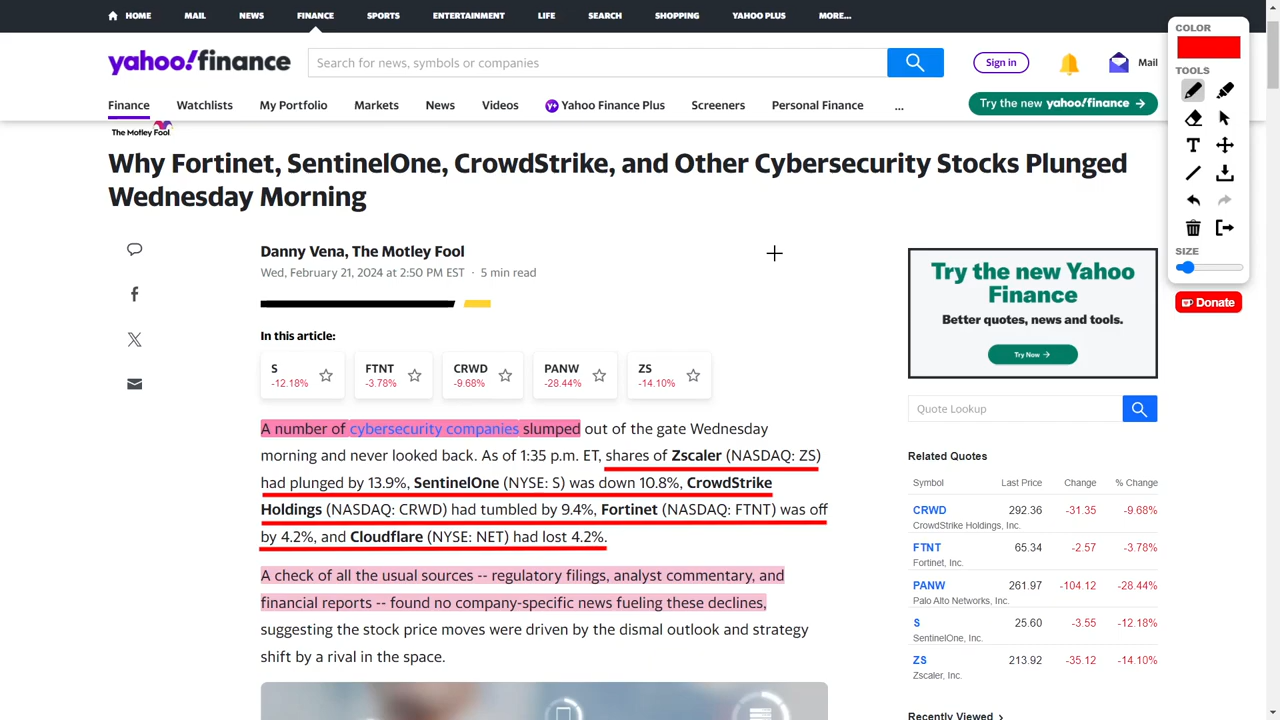 HOME MAIL NEWS FINANCE SPORTS ENTERTAINMENT LIFE SEARCH SHOPPING YAHOO PLUS MORE...
yahoo!finance
Search for news, symbols or companies
Sign in
Mail
Finance Watchlists My Portfolio Markets News Videos Yahoo Finance Plus Screeners Personal Finance ...
Try the new yahoo!finance →
The Motley Fool
Why Fortinet, SentinelOne, CrowdStrike, and Other Cybersecurity Stocks Plunged
Wednesday Morning
Danny Vena, The Motley Fool
Wed, February 21, 2024 at 2:50 PM EST · 5 min read
In this article:
S
-12.18%
FTNT
-3.78%
CRWD
-9.68%
PANW
-28.44%
ZS
-14.10%
A number of cybersecurity companies slumped out of the gate Wednesday
morning and never looked back. As of 1:35 p.m. ET, shares of Zscaler (NASDAQ: ZS)
had plunged by 13.9%, SentinelOne (NYSE: S) was down 10.8%, CrowdStrike
Holdings (NASDAQ: CRWD) had tumbled by 9.4%, Fortinet (NASDAQ: FTNT) was off
by 4.2%, and Cloudflare (NYSE: NET) had lost 4.2%.
A check of all the usual sources -- regulatory filings, analyst commentary, and
financial reports -- found no company-specific news fueling these declines,
suggesting the stock price moves were driven by the dismal outlook and strategy
shift by a rival in the space.
Try the new Yahoo
Finance
Better quotes, news and tools.
Try Now →
Quote Lookup
Related Quotes
Symbol Last Price Change % Change
CRWD 292.36 -31.35 -9.68%
CrowdStrike Holdings, Inc.
FTNT 65.34 -2.57 -3.78%
Fortinet, Inc.
PANW 261.97 -104.12 -28.44%
Palo Alto Networks, Inc.
S 25.60 -3.55 -12.18%
SentinelOne, Inc.
ZS 213.92 -35.12 -14.10%
Zscaler, Inc.
Recently Viewed >
COLOR
TOOLS
T
SIZE
Donate